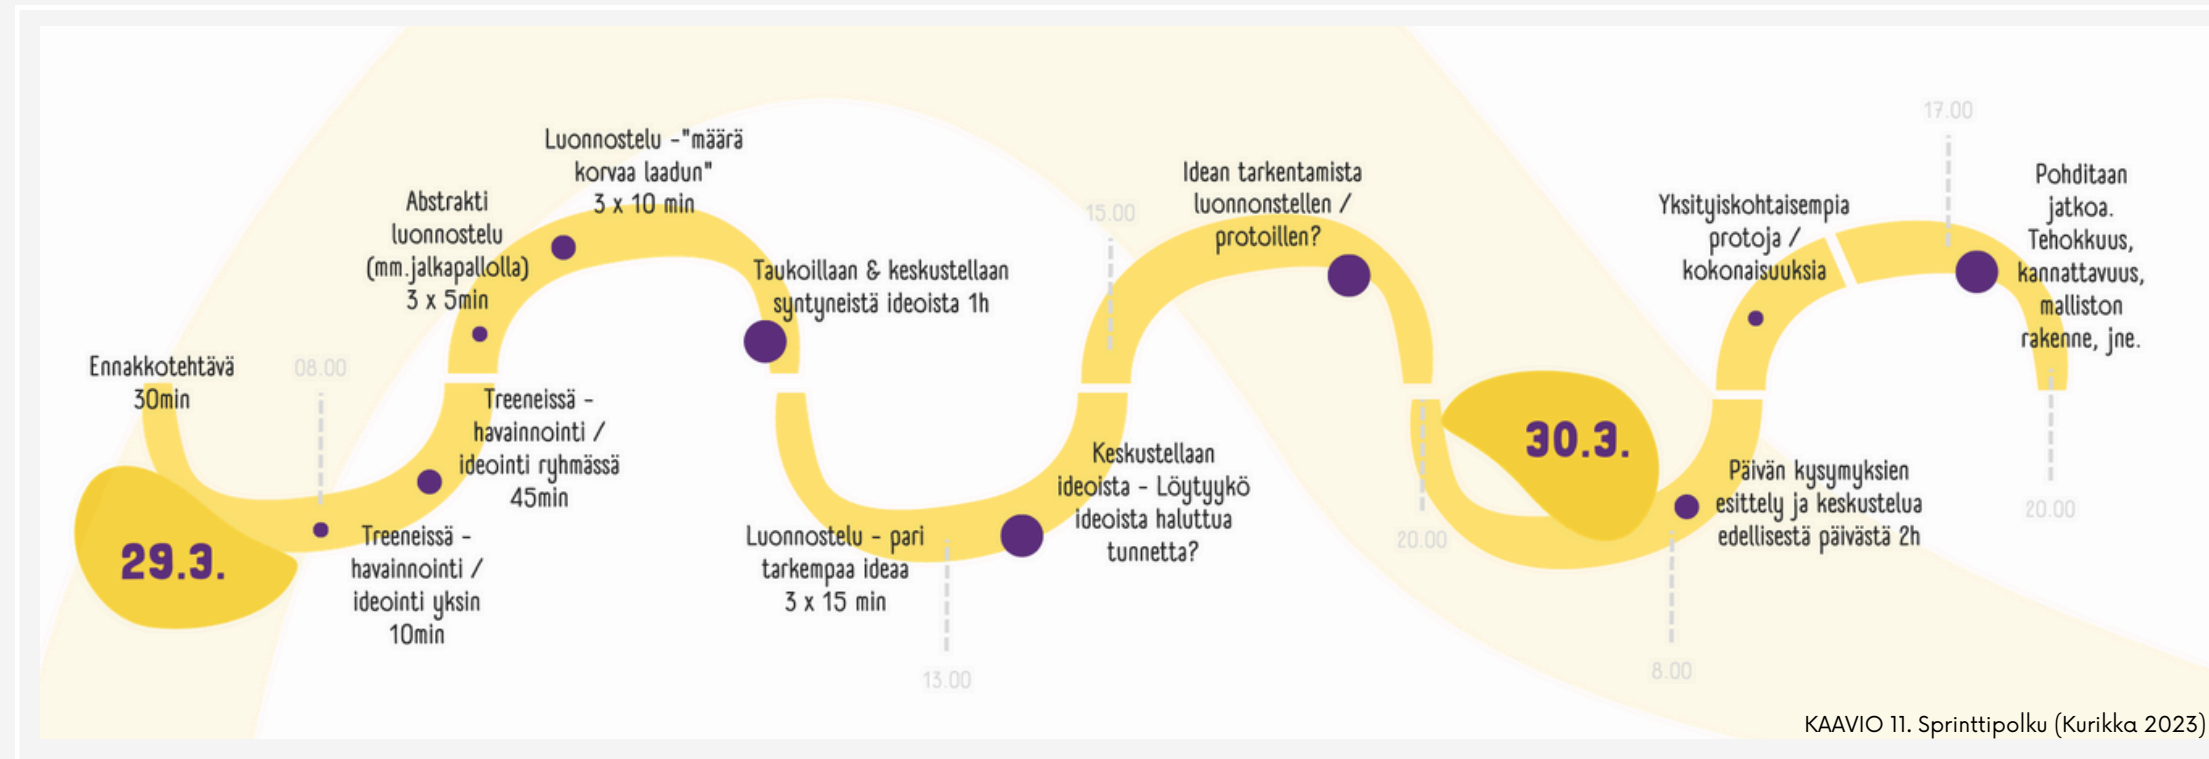 Ennakkotehtävä
30min
29.3.
08.00
Treeneissä -
havainnointi /
ideointi yksin
10min
Treeneissä -
havainnointi /
ideointi ryhmässä
45min
Abstrakti
luonnostelu
(mm.jalkapallolla)
3 x 5min
Luonnostelu -"määrä
korvaa laadun"
3 x 10 min
Taukoillaan & keskustellaan
syntyneistä ideoista 1h
Luonnostelu - pari
tarkempaa ideaa
3 x 15 min
13.00
Keskustellaan
ideoista - Löytyykö
ideoista haluttua
tunnetta?
15.00
Idean tarkentamista
luonnonstellen /
protoillen?
20.00
30.3.
8.00
Päivän kysymyksien
esittely ja keskustelua
edellisestä päivästä 2h
Yksityiskohtaisempia
protoja /
kokonaisuuksia
17.00
Pohditaan
jatkoa.
Tehokkuus,
kannattavuus,
malliston
rakenne, jne.
20.00
KAAVIO 11. Sprinttipolku (Kurikka 2023)